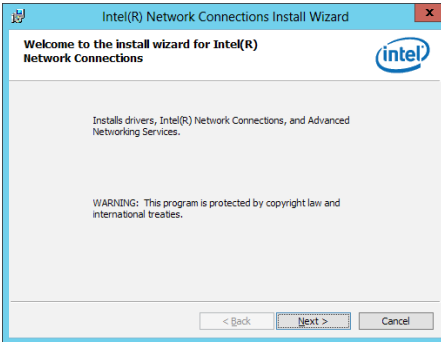 Intel(R) Network Connections Install Wizard
x
Welcome to the install wizard for Intel(R)
Network Connections
intel
Installs drivers, Intel(R) Network Connections, and Advanced
Networking Services.
WARNING: This program is protected by copyright law and
international treaties.
< Back
Next >
Cancel